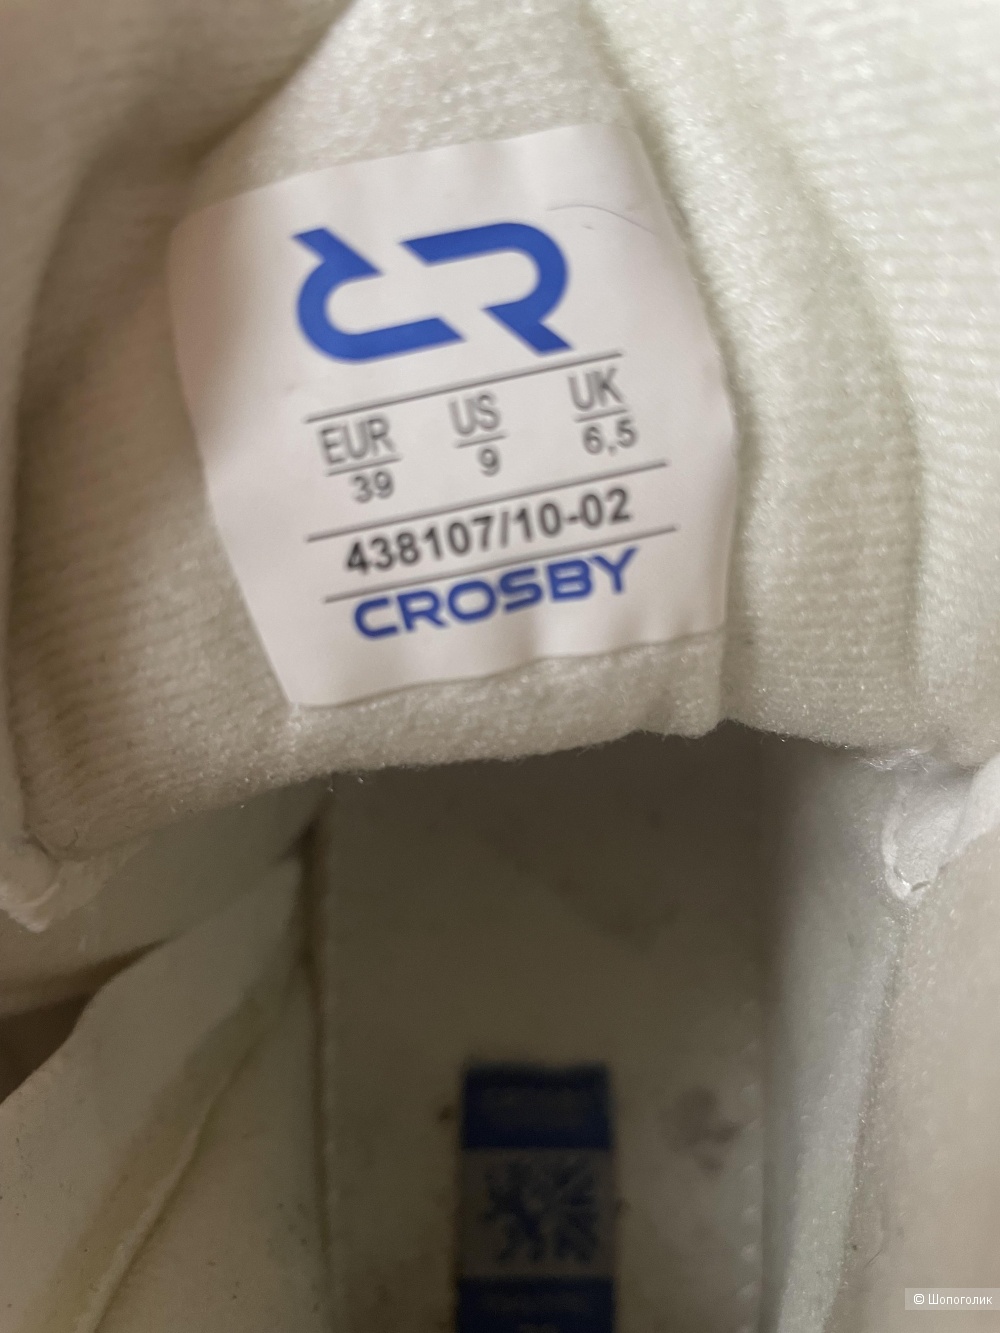 EUR US UK
39 9 6,5
438107/10-02
CROSBY
© Шопоголик